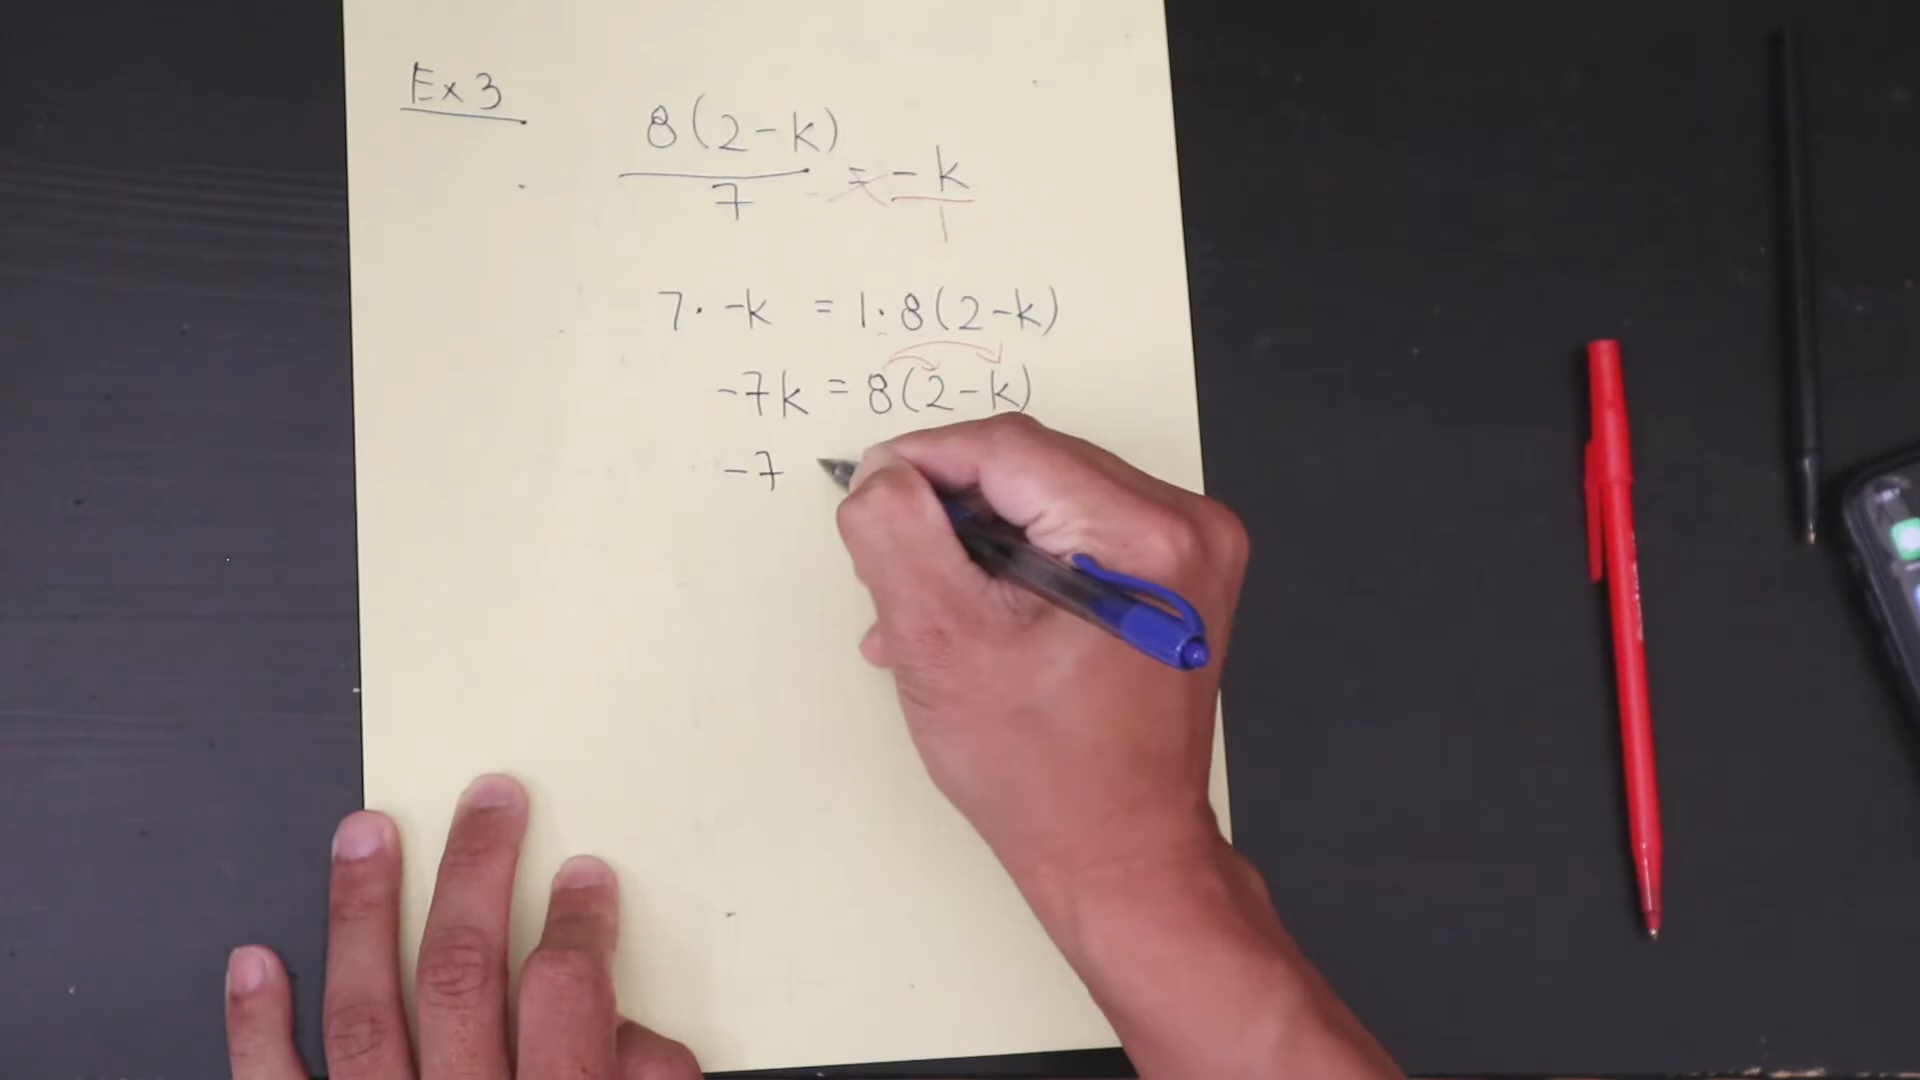 Ex 3
8(2-k)
7
= -k
1
7· -k = 1·8(2-k)
-7k = 8(2-k)
-7